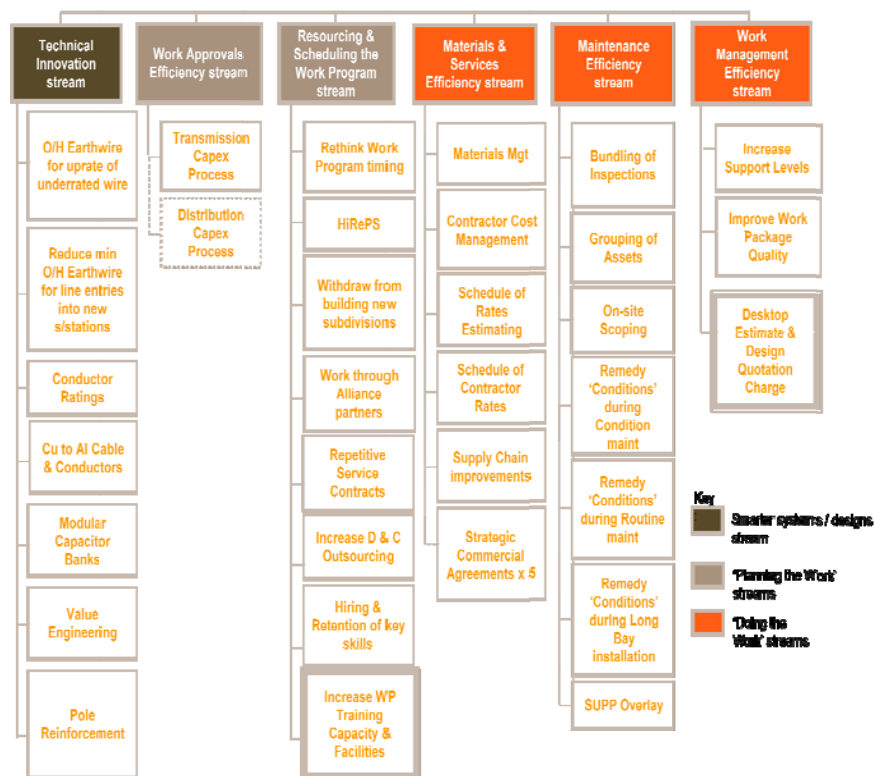 Technical
Innovation
stream
Work Approvals
Efficiency stream
Resourcing &
Scheduling the
Work Program
stream
Materials &
Services
Efficiency stream
Maintenance
Efficiency
stream
Work
Management
Efficiency
stream
O/H Earthwire
for uprate of
underrated wire
Reduce min
O/H Earthwire
for line entries
into new
s/stations
Conductor
Ratings
Cu to Al Cable
& Conductors
Modular
Capacitor
Banks
Value
Engineering
Pole
Reinforcement
Transmission
Capex
Process
Distribution
Capex
Process
Rethink Work
Program timing
HiRePS
Withdraw from
building new
subdivisions
Work through
Alliance
partners
Repetitive
Service
Contracts
Increase D & C
Outsourcing
Hiring &
Retention of key
skills
Increase WP
Training
Capacity &
Facilities
Materials Mgt
Contractor Cost
Management
Schedule of
Rates
Estimating
Schedule of
Contractor
Rates
Supply Chain
improvements
Strategic
Commercial
Agreements x 5
Bundling of
Inspections
Grouping of
Assets
On-site
Scoping
Remedy
‘Conditions’
during
Condition
maint
Remedy
‘Conditions’
during Routine
maint
Remedy
‘Conditions’
during Long
Bay
installation
SUPP Overlay
Increase
Support Levels
Improve Work
Package
Quality
Desktop
Estimate &
Design
Quotation
Charge
Key
Smarter systems / designs
stream
‘Planning the Work’
streams
‘Doing the
Work’ streams